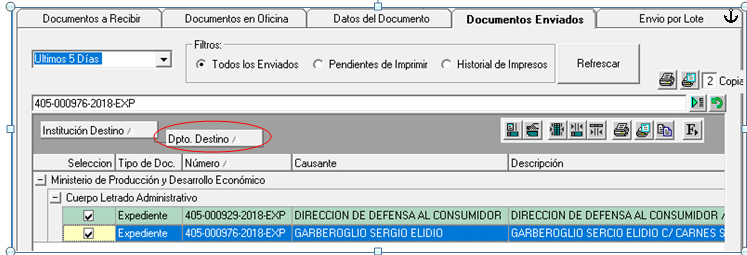 Documentos a Recibir Documentos en Oficina Datos del Documento Documentos Enviados Envio por Lote
Ultimos 5 Días
Filtros:
Todos los Enviados Pendientes de Imprimir Historial de Impresos Refrescar
2 Copia
405-000976-2018-EXP
Institución Destino / Dpto. Destino /
Seleccion Tipo de Doc. Número / Causante Descripción
Ministerio de Producción y Desarrollo Económico
Cuerpo Letrado Administrativo
Expediente 405-000929-2018-EXP DIRECCION DE DEFENSA AL CONSUMIDOR DIRECCION DE DEFENSA AL CONSUMIDOR /
Expediente 405-000976-2018-EXP GARBEROGLIO SERGIO ELIDIO GARBEROGLIO SERCIO ELIDIO C/ CARNES S